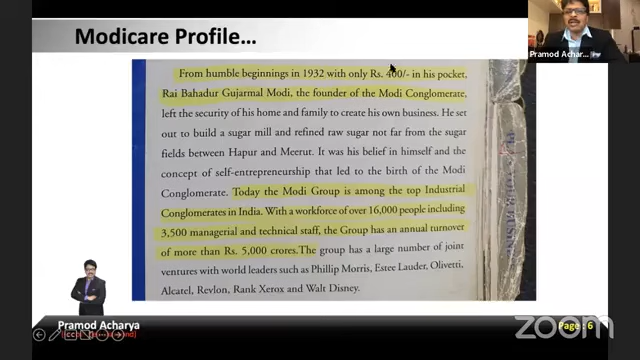 Modicare Profile...
Pramod Achar...
From humble beginnings in 1932 with only Rs. 400/- in his pocket,
Rai Bahadur Gujarmal Modi, the founder of the Modi Conglomerate,
left the security of his home and family to create his own business. He set
out to build a sugar mill and refined raw sugar not far from the sugar
fields between Hapur and Meerut. It was his belief in himself and the
concept of self-entrepreneurship that led to the birth of the Modi
Conglomerate. Today the Modi Group is among the top Industrial
Conglomerates in India. With a workforce of over 16,000 people including
3,500 managerial and technical staff, the Group has an annual turnover
of more than Rs. 5,000 crores.The group has a large number of joint
ventures with world leaders such as Phillip Morris, Estee Lauder, Olivetti,
Alcatel, Revlon, Rank Xerox and Walt Disney.
Pramod Acharya
Page : 6
zoom